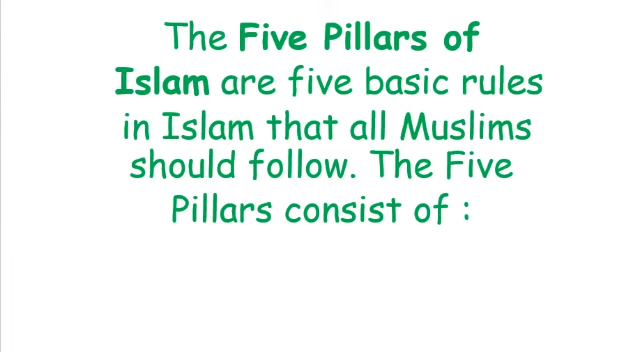 The Five Pillars of
Islam are five basic rules
in Islam that all Muslims
should follow. The Five
Pillars consist of :